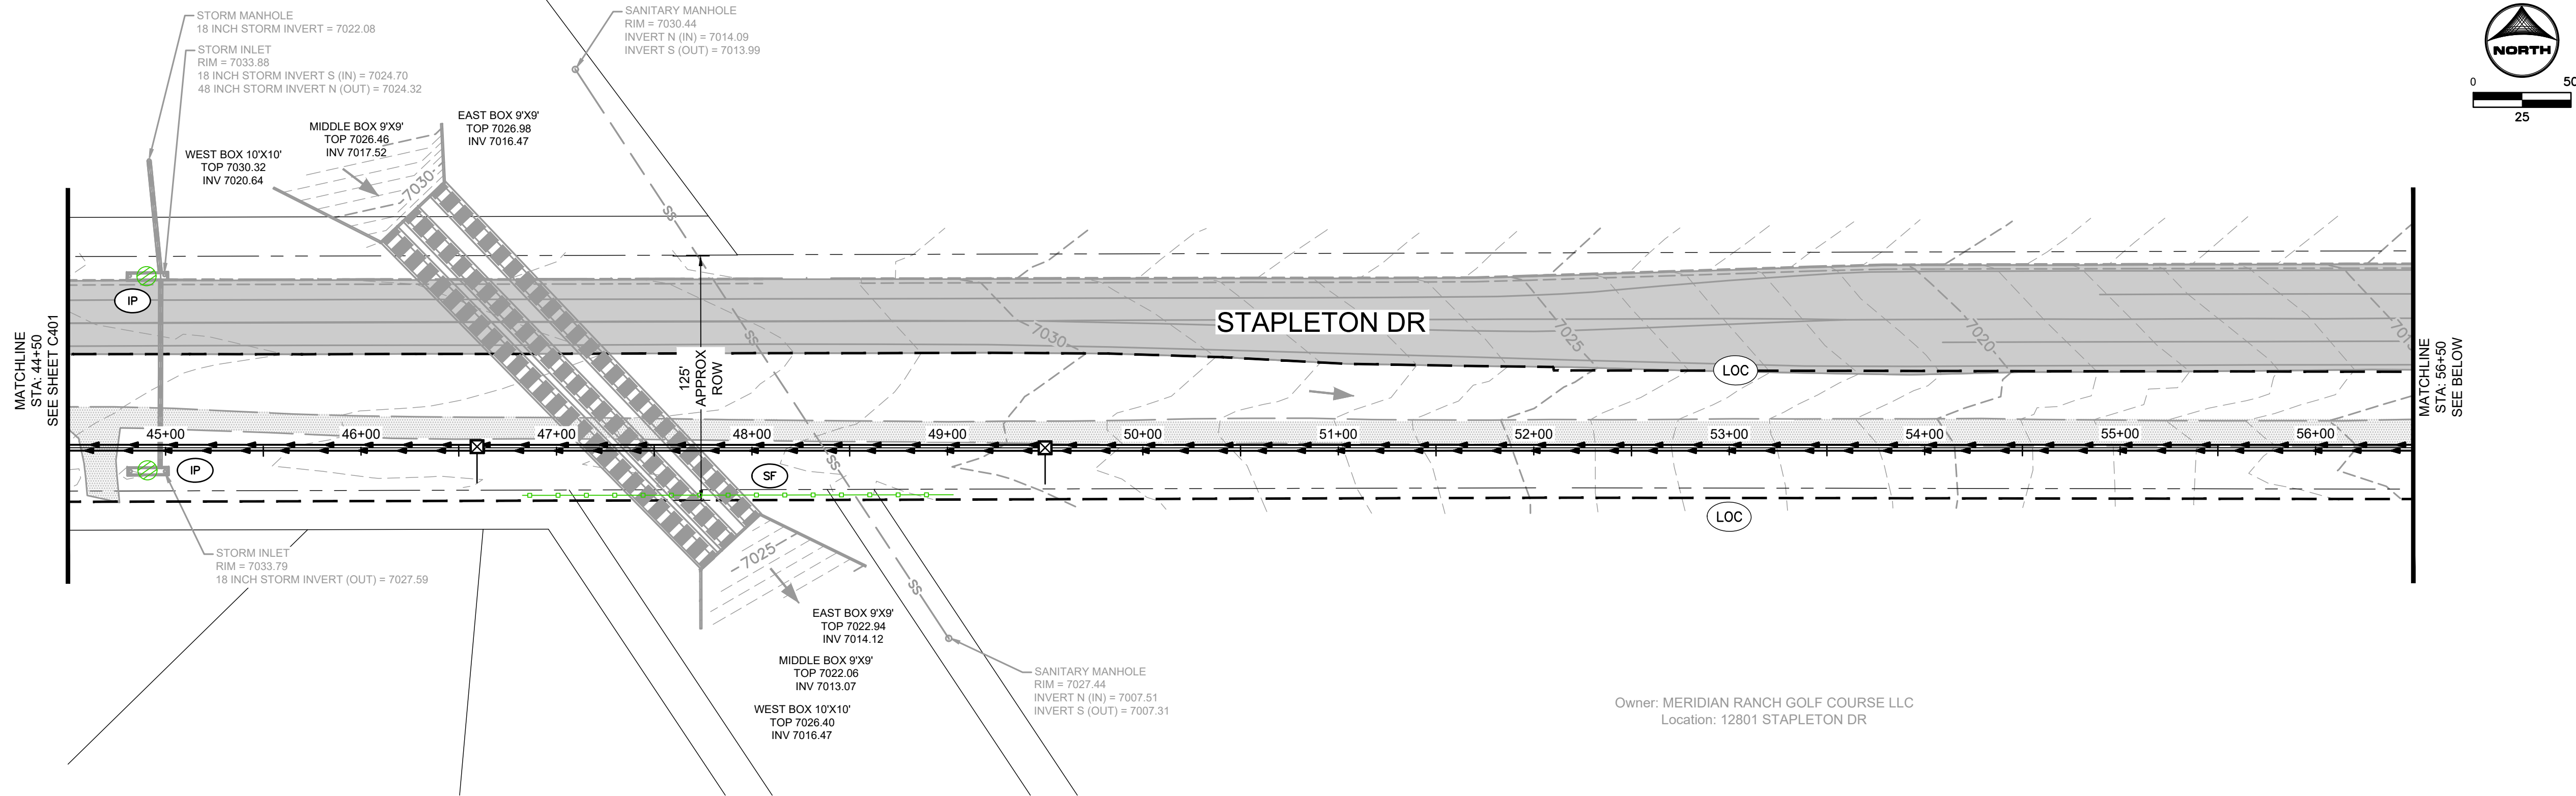 STORM MANHOLE
18 INCH STORM INVERT = 7022.08
STORM INLET
RIM = 7033.88
18 INCH STORM INVERT S (IN) = 7024.70
48 INCH STORM INVERT N (OUT) = 7024.32
SANITARY MANHOLE
RIM = 7030.44
INVERT N (IN) = 7014.09
INVERT S (OUT) = 7013.99
NORTH
0
50
25
WEST BOX 10'X10'
TOP 7030.32
INV 7020.64
MIDDLE BOX 9'X9'
TOP 7026.46
INV 7017.52
EAST BOX 9'X9'
TOP 7026.98
INV 7016.47
7030
SS
IP
SS
125'
APPROX
ROW
7030
STAPLETON DR
7025
LOC
7020
701
MATCHLINE
STA: 44+50
SEE SHEET C401
MATCHLINE
STA: 56+50
SEE BELOW
45+00
46+00
47+00
48+00
49+00
50+00
51+00
52+00
53+00
54+00
55+00
56+00
IP
SF
SS
LOC
STORM INLET
RIM = 7033.79
18 INCH STORM INVERT (OUT) = 7027.59
7025
SS
EAST BOX 9'X9'
TOP 7022.94
INV 7014.12
MIDDLE BOX 9'X9'
TOP 7022.06
INV 7013.07
WEST BOX 10'X10'
TOP 7026.40
INV 7016.47
SANITARY MANHOLE
RIM = 7027.44
INVERT N (IN) = 7007.51
INVERT S (OUT) = 7007.31
Owner: MERIDIAN RANCH GOLF COURSE LLC
Location: 12801 STAPLETON DR